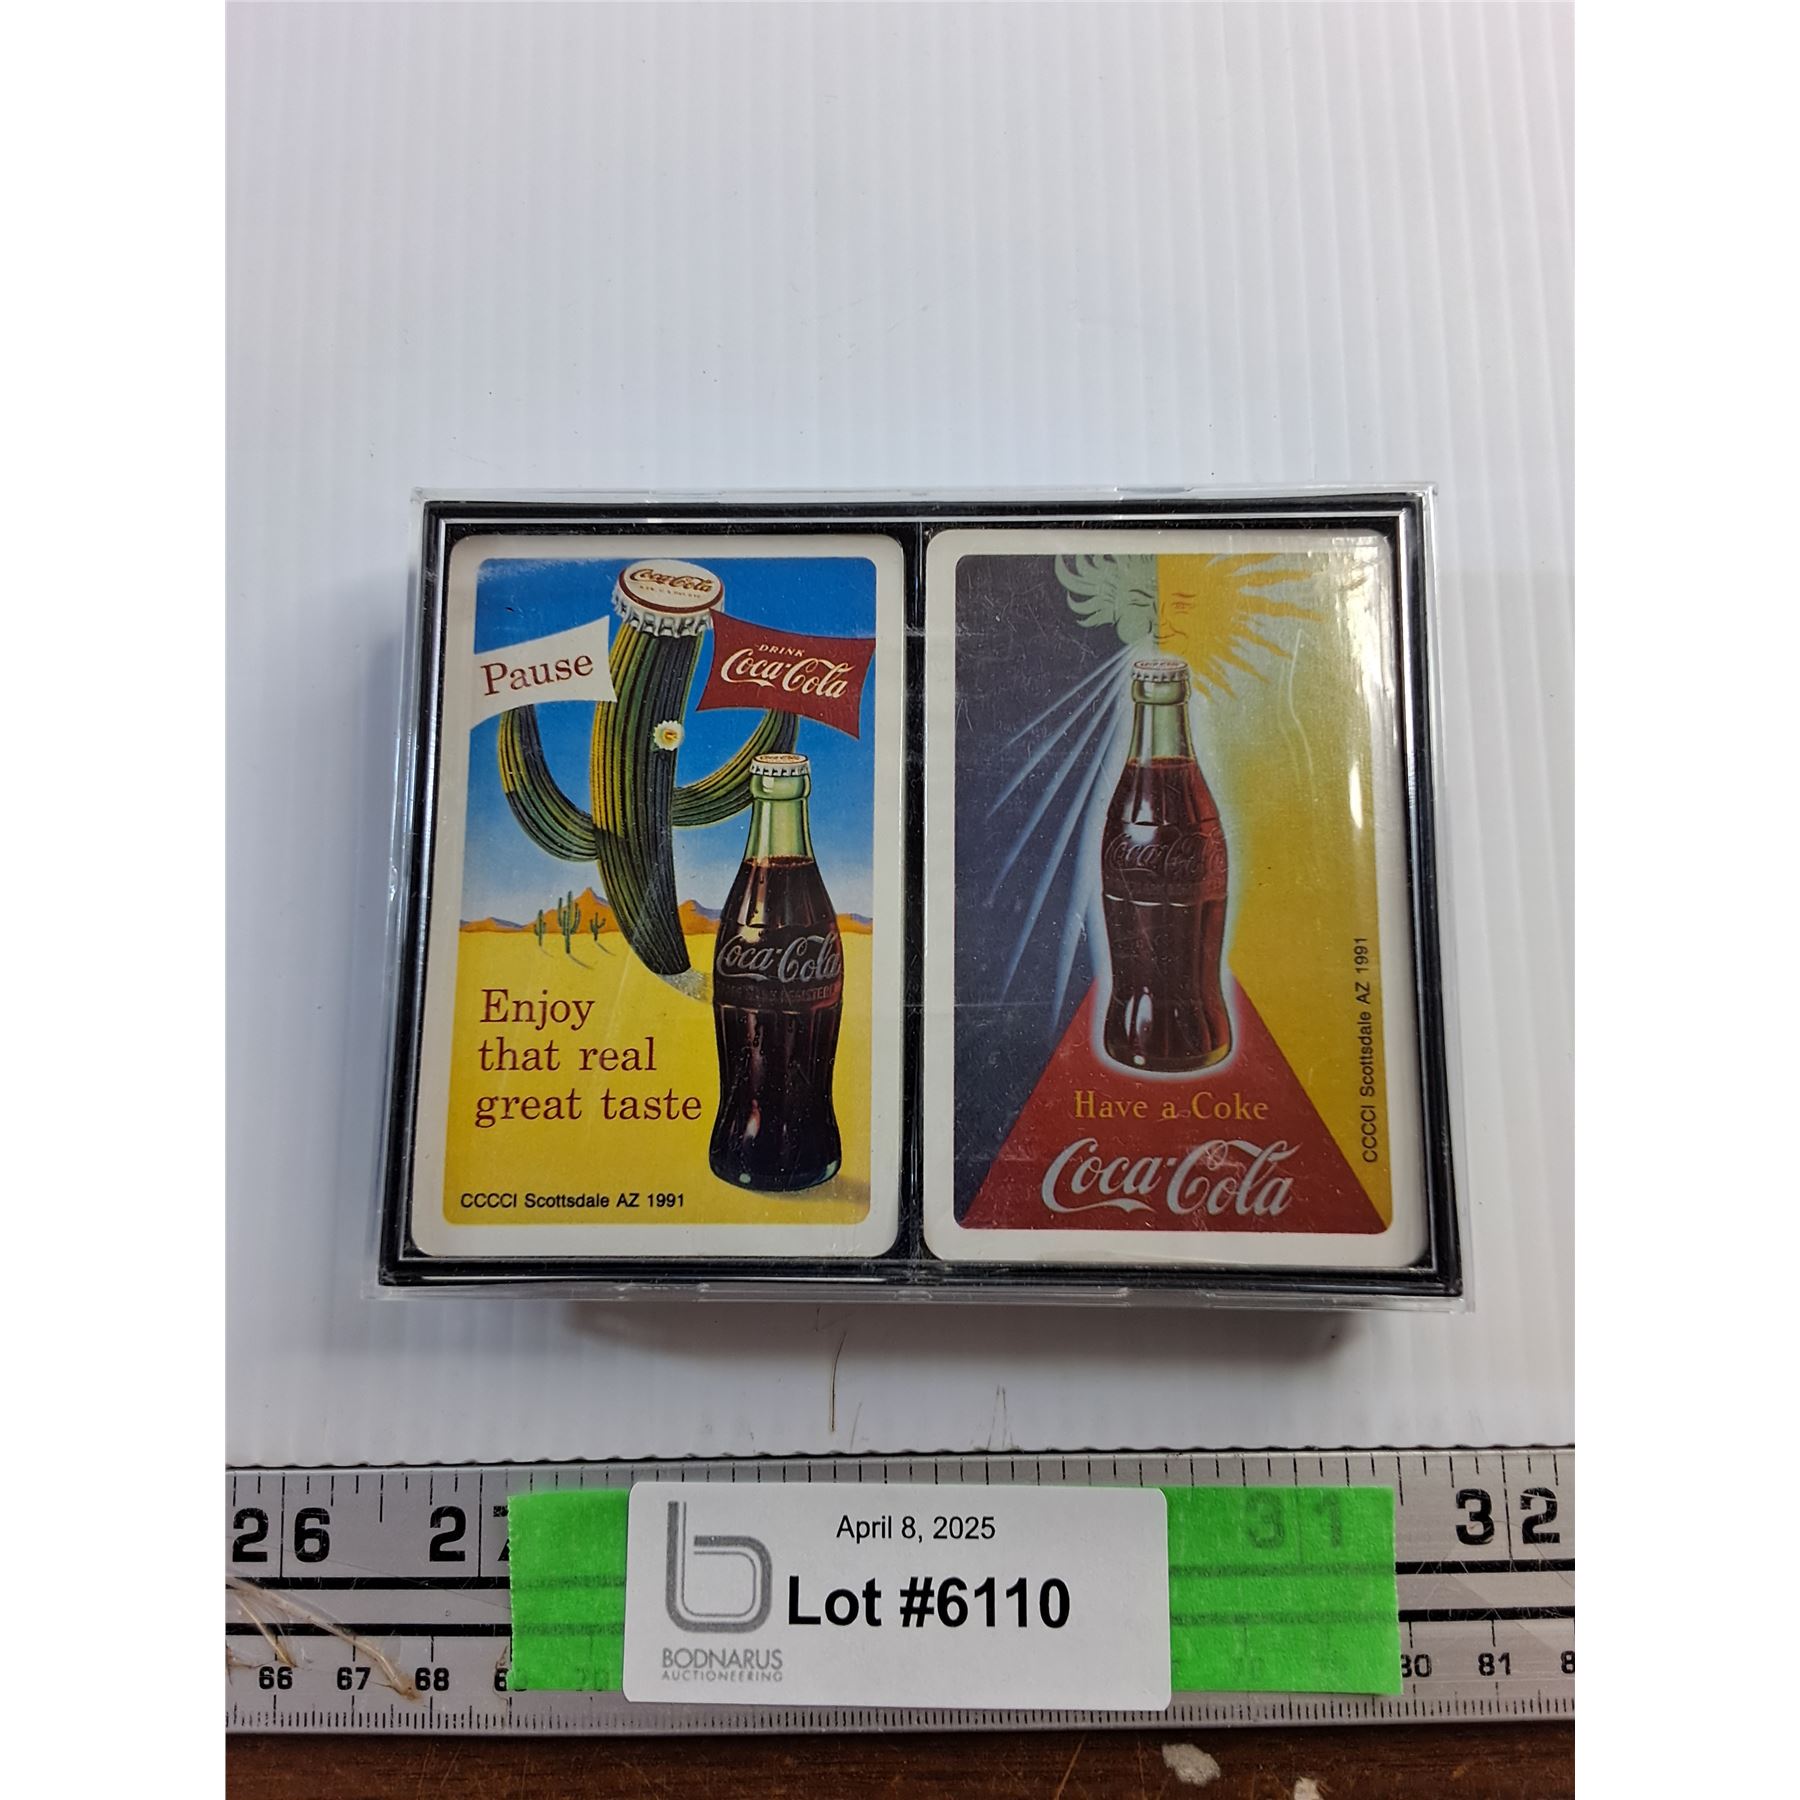 Coca-Cola
Pause
DRINK
Coca-Cola
Coca-Cola
Enjoy
that real
great taste
CCCCI Scottsdale AZ 1991
Coca-Cola
Have a Coke
Coca-Cola
CCCCI Scottsdale AZ 1991
26 27 31 32
April 8, 2025
Lot #6110
BODNARUS
AUCTIONEERING
66 67 68 80 81